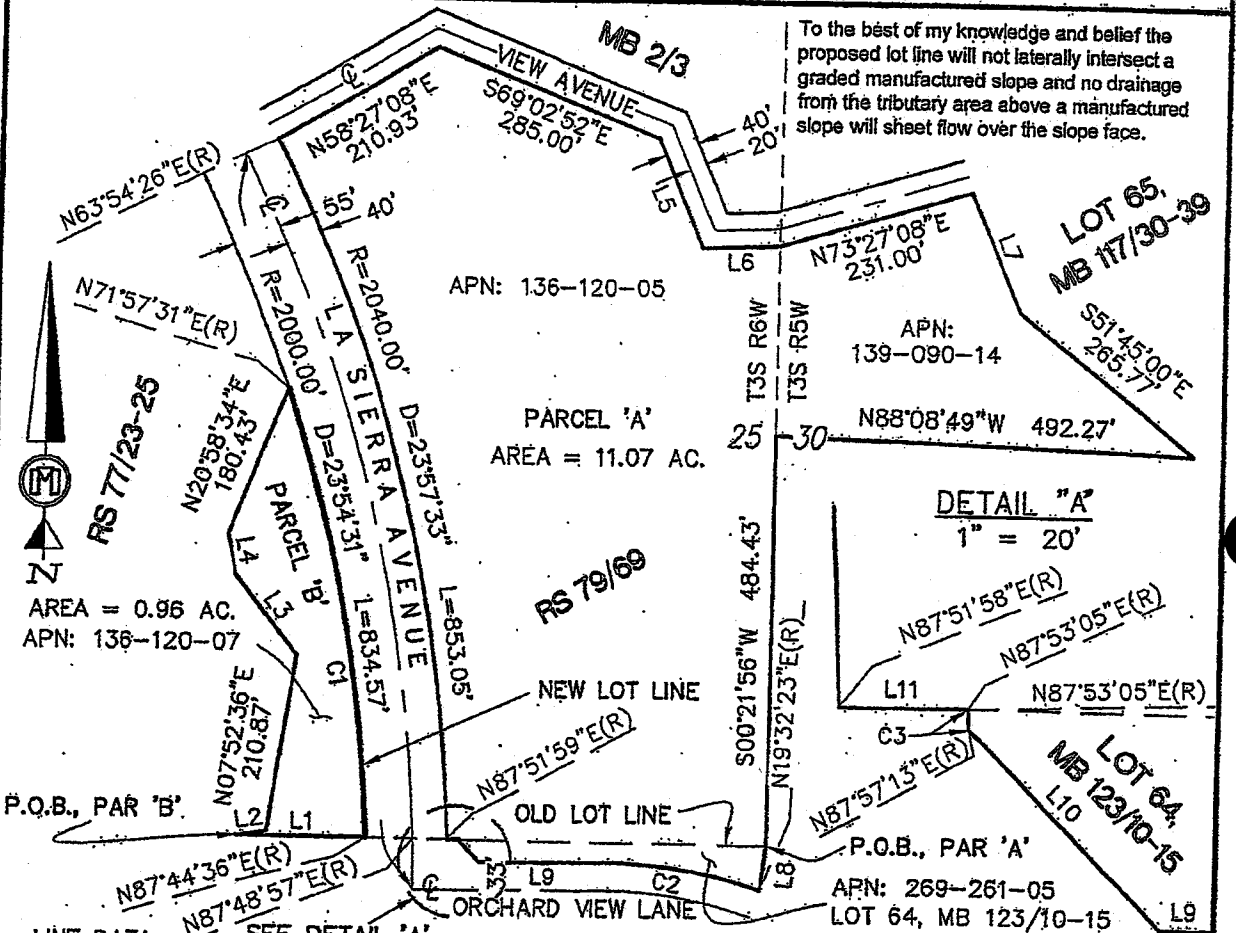 To the best of my knowledge and belief the
proposed lot line will not laterally intersect a
graded manufactured slope and no drainage
from the tributary area above a manufactured
slope will sheet flow over the slope face.
MB 2/3
VIEW AVENUE
℄
N58°27'08"E
210.93'
S69°02'52"E
285.00'
40'
20'
N63°54'26"E(R)
℄
55'
40'
L5
L6
N73°27'08"E
231.00'
L7
LOT 65,
MB 117/30-39
N71°57'31"E(R)
R=2000.00'
D=23°54'31"
L=834.57'
LA SIERRA AVENUE
R=2040.00'
D=23°57'33"
L=853.05'
APN: 136-120-05
T3S R6W
T3S R5W
APN:
139-090-14
S51°45'00"E
265.77'
RS 77/23-25
N20°58'34"E
180.43'
PARCEL 'A'
AREA = 11.07 AC.
25
30
N88°08'49"W 492.27'
M
N
PARCEL 'B'
L4
L3
AREA = 0.96 AC.
APN: 136-120-07
RS 79/69
S00°21'56"W 484.43'
N19°32'23"E(R)
DETAIL "A"
1" = 20'
N87°51'58"E(R)
N87°53'05"E(R)
L11
N87°53'05"E(R)
C3
N87°57'13"E(R)
L10
LOT 64,
MB 123/10-15
L9
N07°52'36"E
210.87'
C1
NEW LOT LINE
N87°51'59"E(R)
OLD LOT LINE
P.O.B., PAR 'B'
L2
L1
N87°44'36"E(R)
N87°48'57"E(R)
33'
L9
C2
L8
P.O.B., PAR 'A'
APN: 269-261-05
LOT 64, MB 123/10-15
℄
ORCHARD VIEW LANE
LINE DATA
SEE DETAIL 'A'